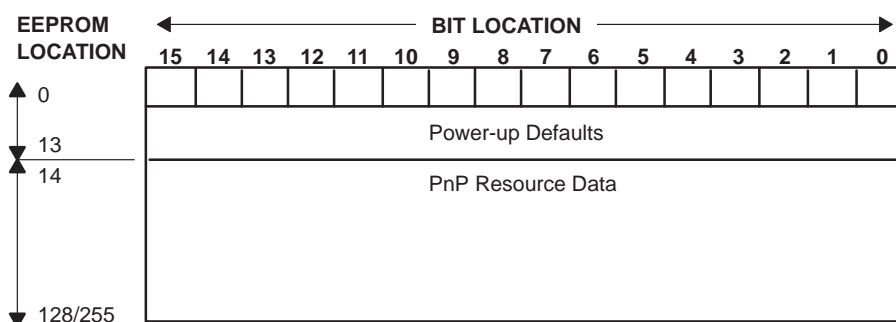 EEPROM
LOCATION
BIT LOCATION
15 14 13 12 11 10 9 8 7 6 5 4 3 2 1 0
0
Power-up Defaults
13
14
PnP Resource Data
128/255